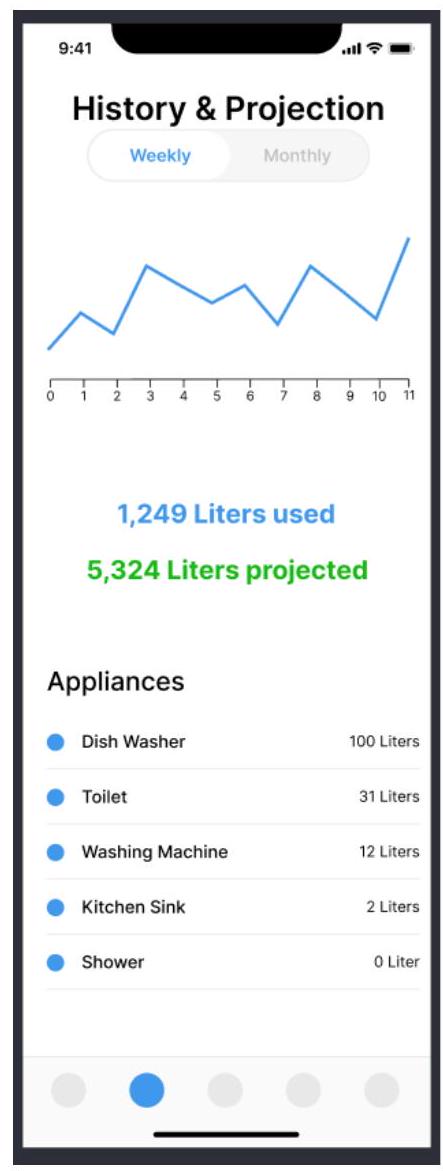 9:41
History & Projection
Weekly Monthly
0 1 2 3 4 5 6 7 8 9 10 11
1,249 Liters used
5,324 Liters projected
Appliances
Dish Washer 100 Liters
Toilet 31 Liters
Washing Machine 12 Liters
Kitchen Sink 2 Liters
Shower 0 Liter